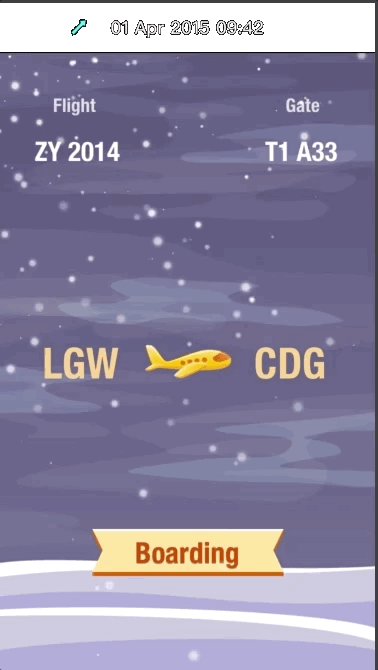 01 Apr 2015 09:42
Flight Gate
ZY 2014 T1 A33
LGW CDG
Boarding